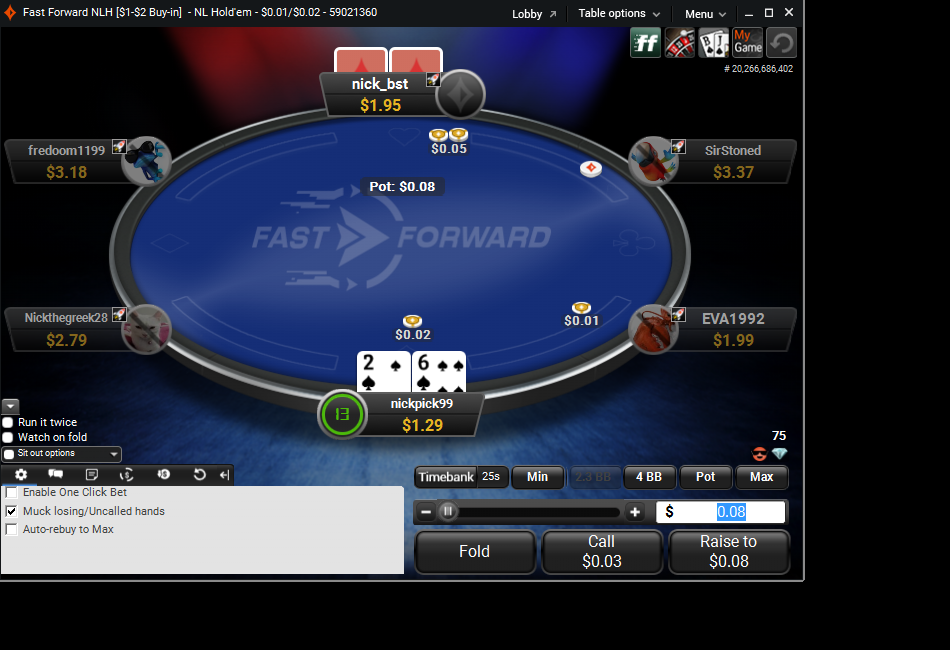 Fast Forward NLH [$1-$2 Buy-in] - NL Hold'em - $0.01/$0.02 - 59021360
Lobby
Table options
Menu
ff
My
Game
# 20,266,686,402
nick_bst
$1.95
$0.05
fredoom1199
$3.18
SirStoned
$3.37
Pot: $0.08
FAST FORWARD
Nickthegreek28
$2.79
EVA1992
$1.99
$0.01
$0.02
2
6
13
nickpick99
$1.29
Run it twice
Watch on fold
Sit out options
75
Timebank 25s
Min
2.3 BB
4 BB
Pot
Max
Enable One Click Bet
Muck losing/Uncalled hands
Auto-rebuy to Max
$ 0.08
Fold
Call
$0.03
Raise to
$0.08